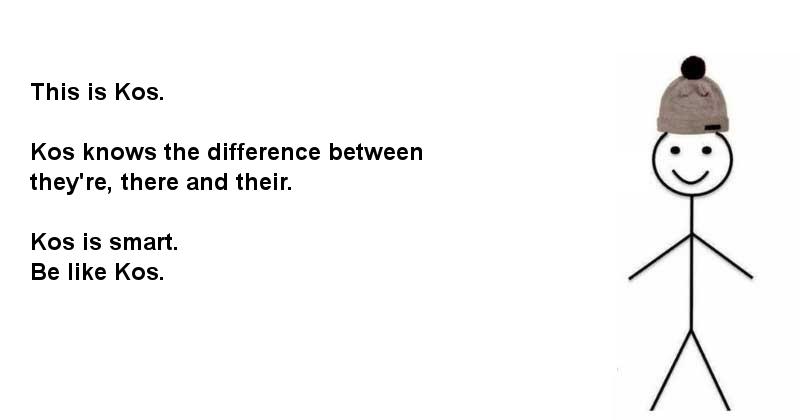 This is Kos.
Kos knows the difference between
they're, there and their.
Kos is smart.
Be like Kos.